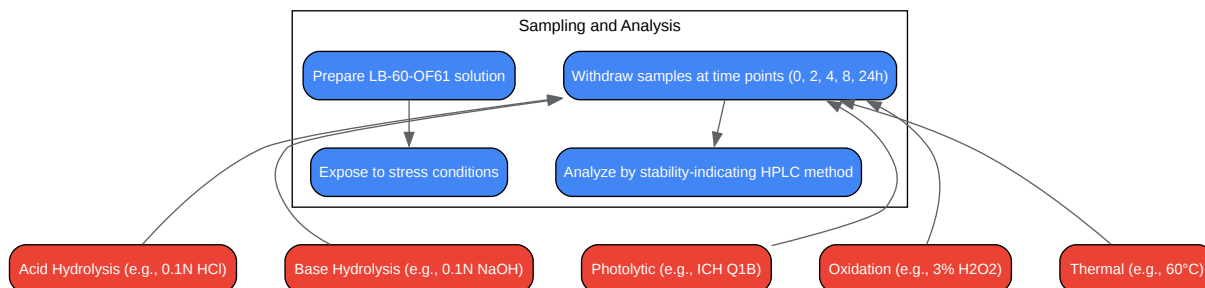 Sampling and Analysis
Prepare LB-60-OF61 solution
Withdraw samples at time points (0, 2, 4, 8, 24h)
Expose to stress conditions
Analyze by stability-indicating HPLC method
Acid Hydrolysis (e.g., 0.1N HCl)
Base Hydrolysis (e.g., 0.1N NaOH)
Photolytic (e.g., ICH Q1B)
Oxidation (e.g., 3% H2O2)
Thermal (e.g., 60°C)